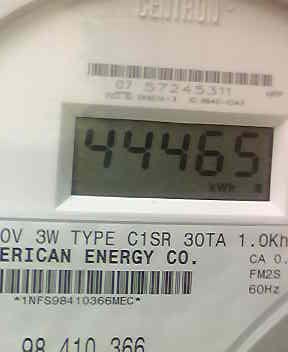 CENTRON
07 57245311
44465
kWh
0V 3W TYPE C1SR 30TA 1.0Kh
ERICAN ENERGY CO.
CA 0.
FM2S
60Hz
*1NFS98410366MEC*
98 410 366